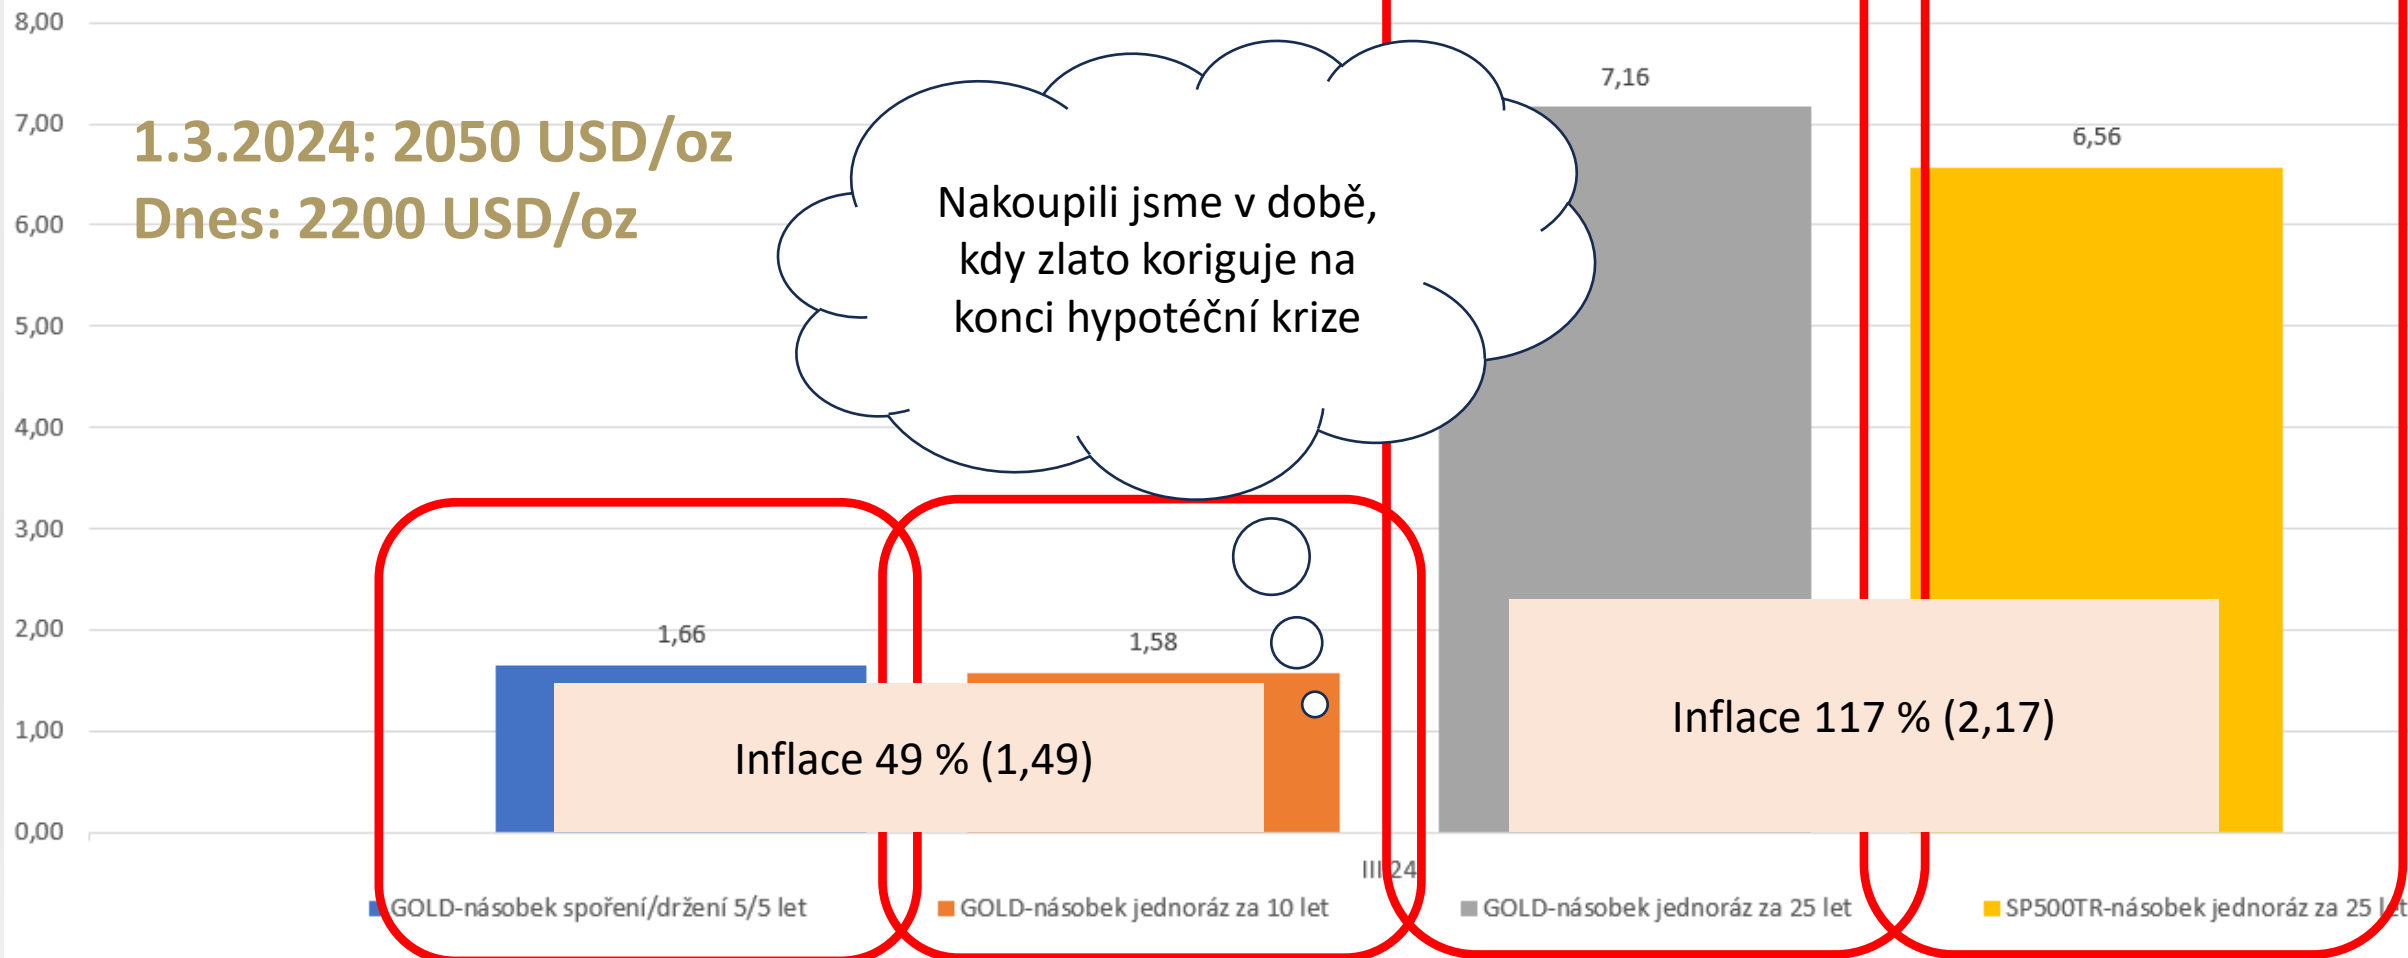 8,00
7,00
6,00
5,00
4,00
3,00
2,00
1,00
0,00
1.3.2024: 2050 USD/oz
Dnes: 2200 USD/oz
Nakoupili jsme v době,
kdy zlato koriguje na
konci hypotéční krize
7,16
6,56
1,66
1,58
Inflace 49 % (1,49)
Inflace 117 % (2,17)
III 24
GOLD-násobek spoření/držení 5/5 let
GOLD-násobek jednoráz za 10 let
GOLD-násobek jednoráz za 25 let
SP500TR-násobek jednoráz za 25 let